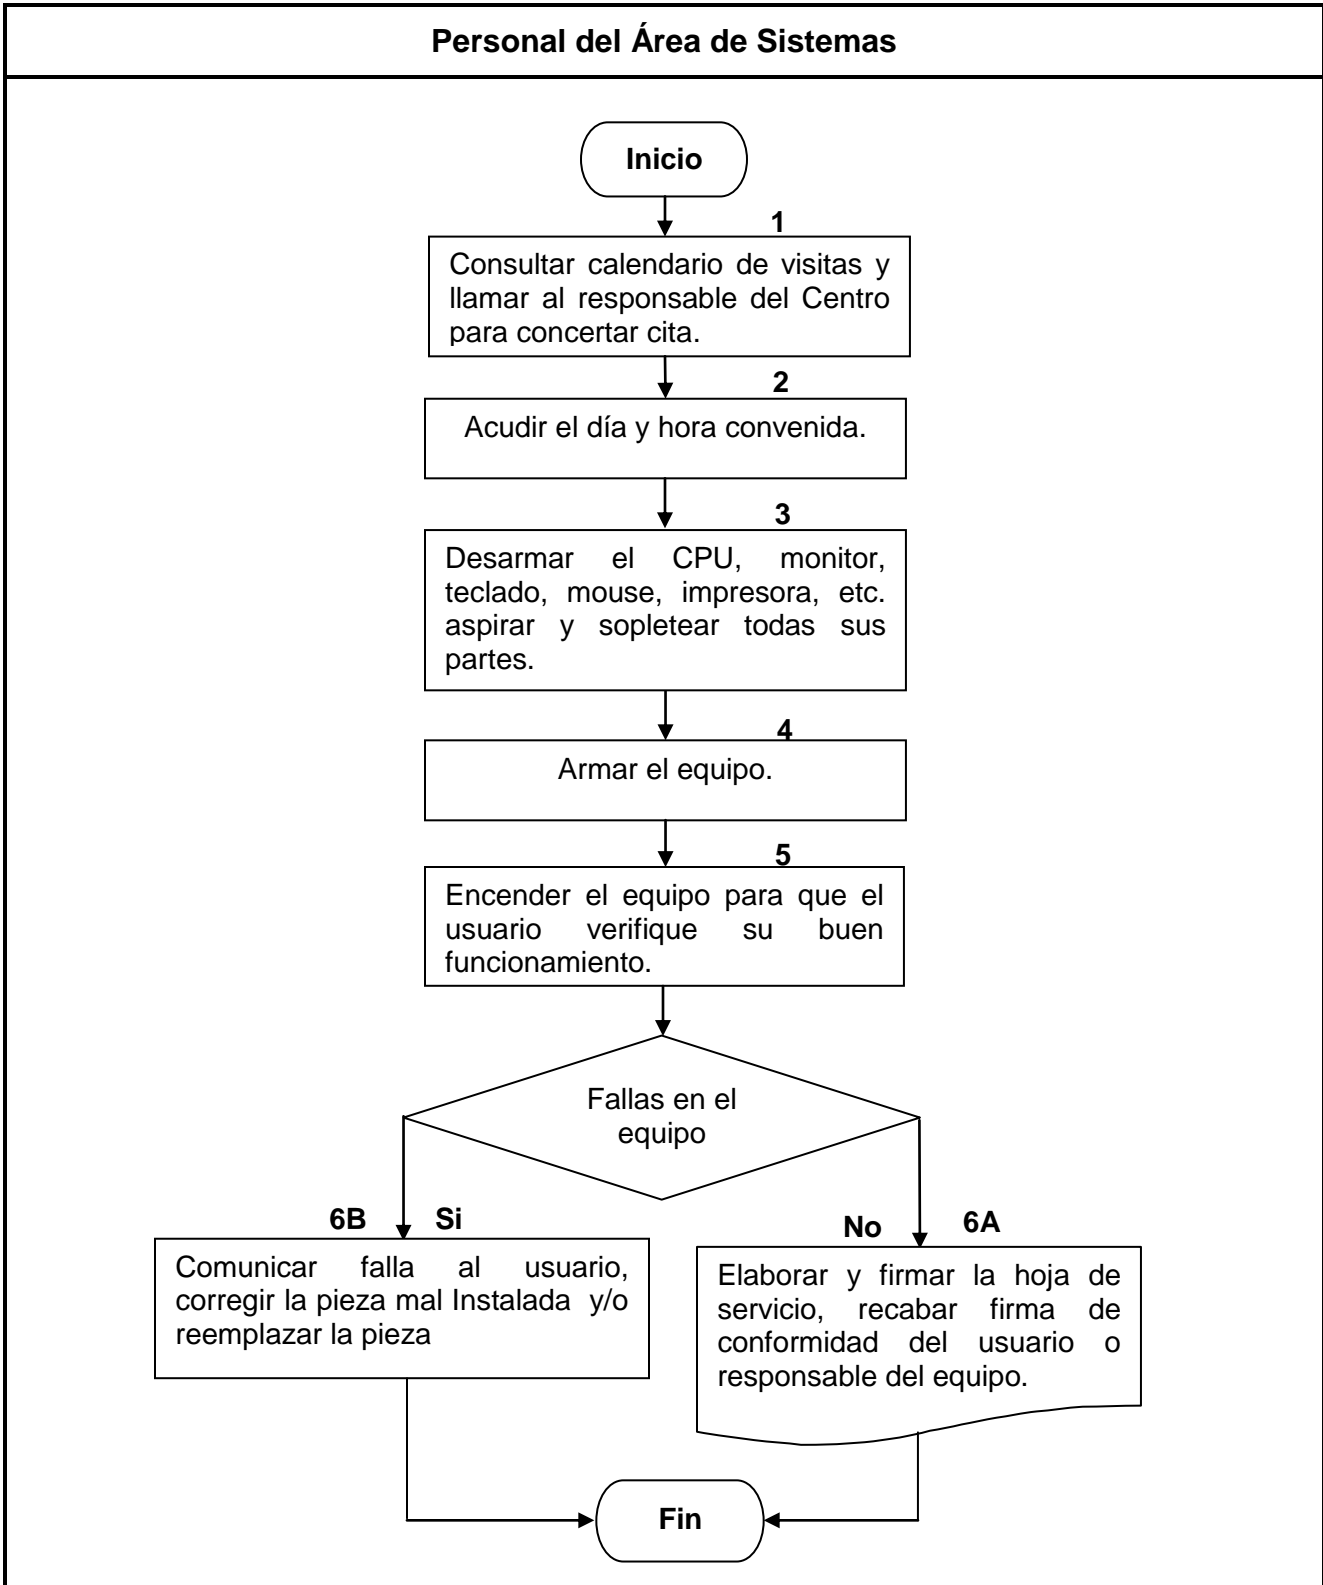 Personal del Área de Sistemas
Inicio
1
Consultar calendario de visitas y
llamar al responsable del Centro
para concertar cita.
2
Acudir el día y hora convenida.
3
Desarmar el CPU, monitor,
teclado, mouse, impresora, etc.
aspirar y sopletear todas sus
partes.
4
Armar el equipo.
5
Encender el equipo para que el
usuario verifique su buen
funcionamiento.
Fallas en el
equipo
6B Si
Comunicar falla al usuario,
corregir la pieza mal Instalada y/o
reemplazar la pieza
No 6A
Elaborar y firmar la hoja de
servicio, recabar firma de
conformidad del usuario o
responsable del equipo.
Fin